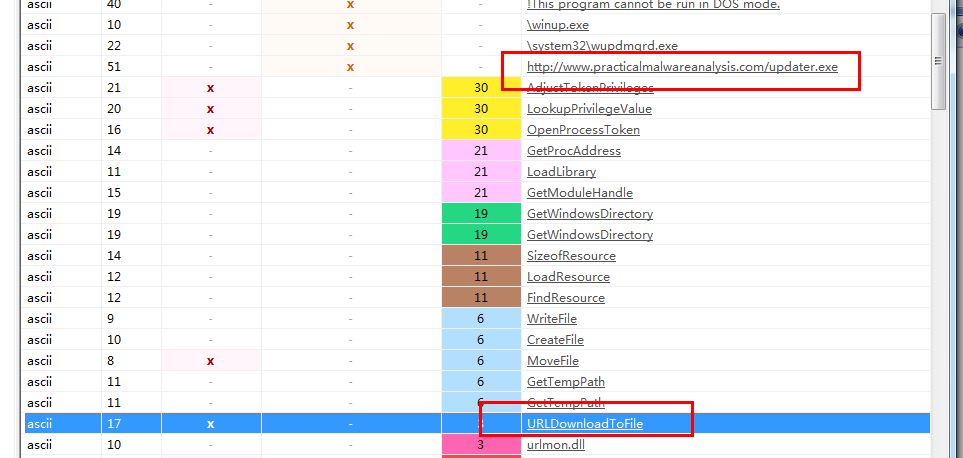 ascii 40 - x - !This program cannot be run in DOS mode.
ascii 10 - x - \winup.exe
ascii 22 - x - \system32\wupdmgrd.exe
ascii 51 - x - http://www.practicalmalwareanalysis.com/updater.exe
ascii 21 x - 30 AdjustTokenPrivileges
ascii 20 x - 30 LookupPrivilegeValue
ascii 16 x - 30 OpenProcessToken
ascii 14 - - 21 GetProcAddress
ascii 11 - - 21 LoadLibrary
ascii 15 - - 21 GetModuleHandle
ascii 19 - - 19 GetWindowsDirectory
ascii 19 - - 19 GetWindowsDirectory
ascii 14 - - 11 SizeofResource
ascii 12 - - 11 LoadResource
ascii 12 - - 11 FindResource
ascii 9 - - 6 WriteFile
ascii 10 - - 6 CreateFile
ascii 8 x - 6 MoveFile
ascii 11 - - 6 GetTempPath
ascii 11 - - 6 GetTempPath
ascii 17 x - 3 URLDownloadToFile
ascii 10 - - 3 urlmon.dll